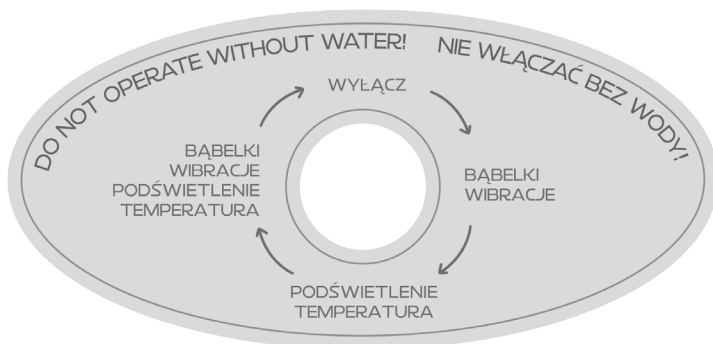 DO NOT OPERATE WITHOUT WATER!
NIE WŁĄCZAĆ BEZ WODY!
WYŁĄCZ
BĄBELKI
WIBRACJE
PODŚWIETLENIE
TEMPERATURA
BĄBELKI
WIBRACJE
PODŚWIETLENIE
TEMPERATURA